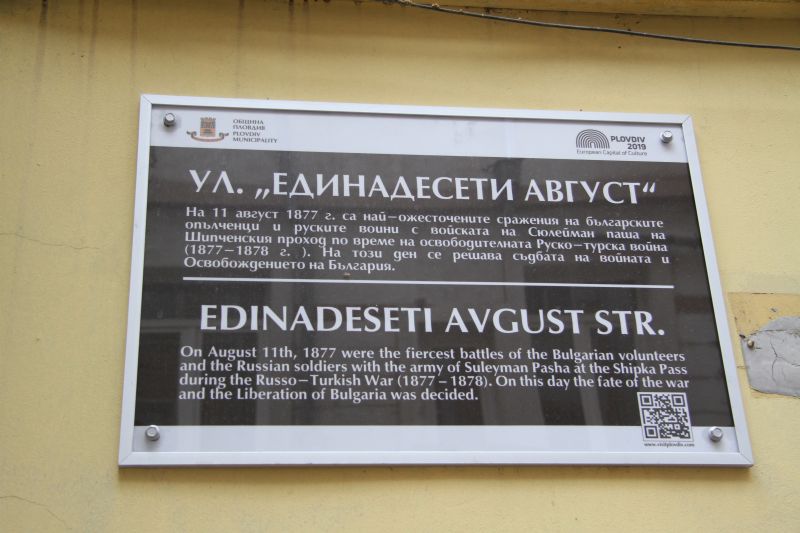 ОБЩИНА
ПЛОВДИВ
PLOVDIV
MUNICIPALITY
PLOVDIV
2019
European Capital of Culture
УЛ. „ЕДИНАДЕСЕТИ АВГУСТ“
На 11 август 1877 г. са най-ожесточените сражения на българските
опълченци и руските воини с войската на Сюлейман паша на
Шипченския проход по време на освободителната Руско-турска война
(1877-1878 г. ). На този ден се решава съдбата на войната и
Освобождението на България.
EDINADESETI AVGUST STR.
On August 11th, 1877 were the fiercest battles of the Bulgarian volunteers
and the Russian soldiers with the army of Suleyman Pasha at the Shipka Pass
during the Russo-Turkish War (1877-1878). On this day the fate of the war
and the Liberation of Bulgaria was decided.
www.visitplovdiv.com